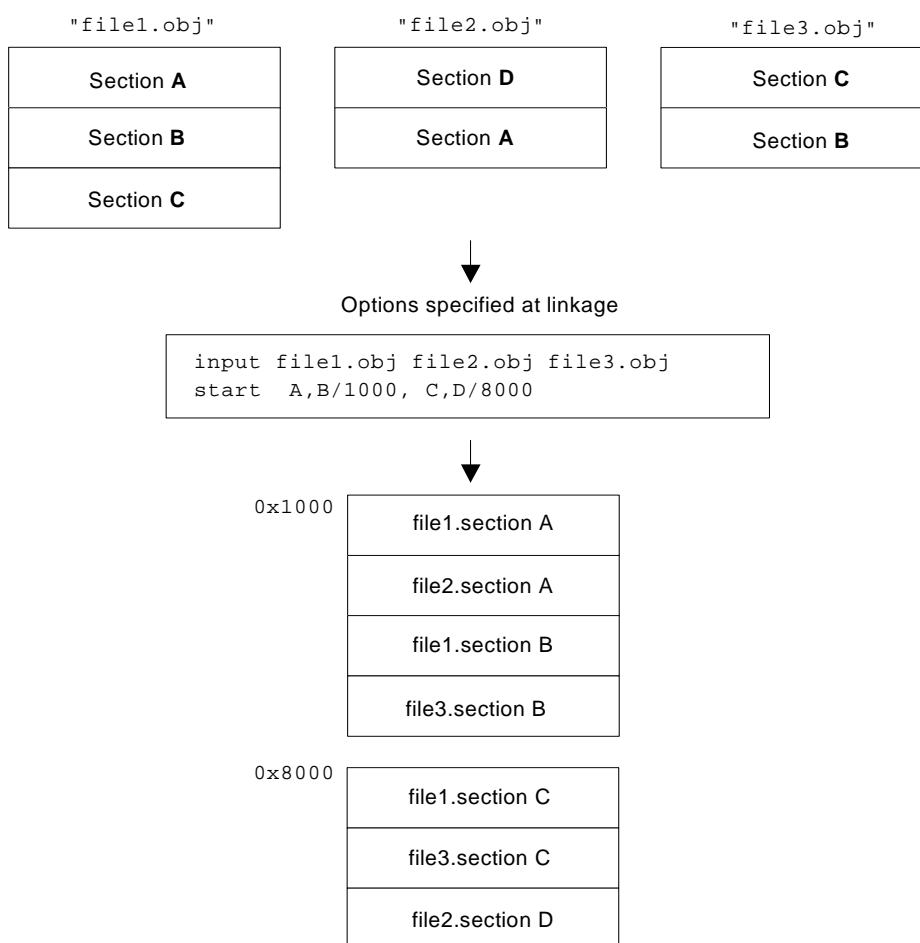 "file1.obj"
Section A
Section B
Section C
"file2.obj"
Section D
Section A
"file3.obj"
Section C
Section B
Options specified at linkage
input file1.obj file2.obj file3.obj
start  A,B/1000, C,D/8000
0x1000
file1.section A
file2.section A
file1.section B
file3.section B
0x8000
file1.section C
file3.section C
file2.section D